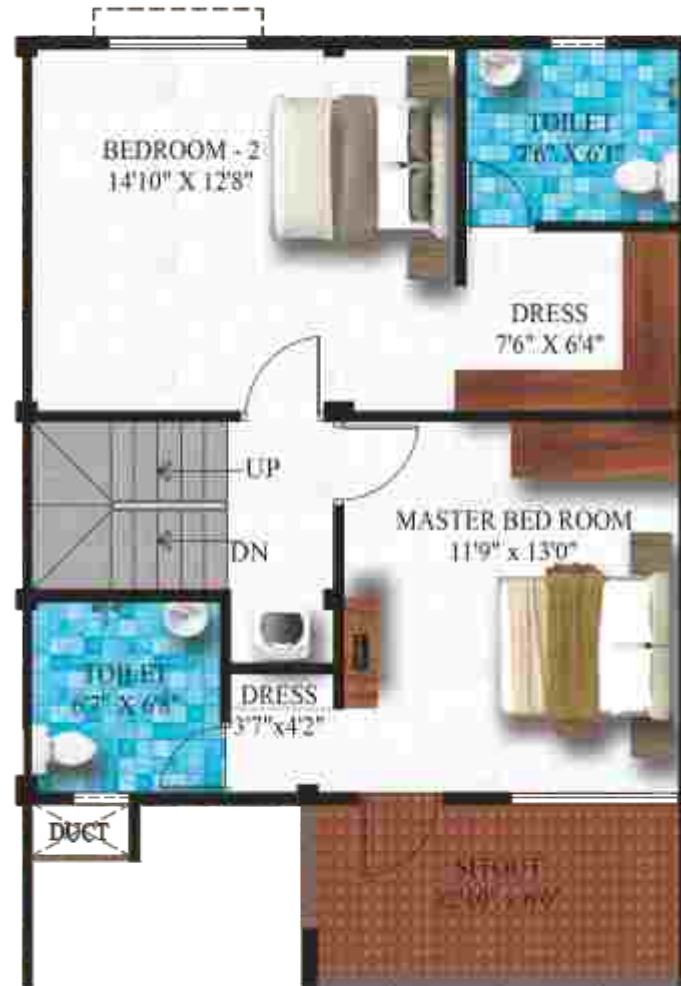 BEDROOM - 2
14'10" X 12'8"
TOILET
DRESS
7'6" X 6'4"
UP
DN
MASTER BED ROOM
11'9" x 13'0"
TOILET
DRESS
3'7"x4'2"
DUCT
SITOUT